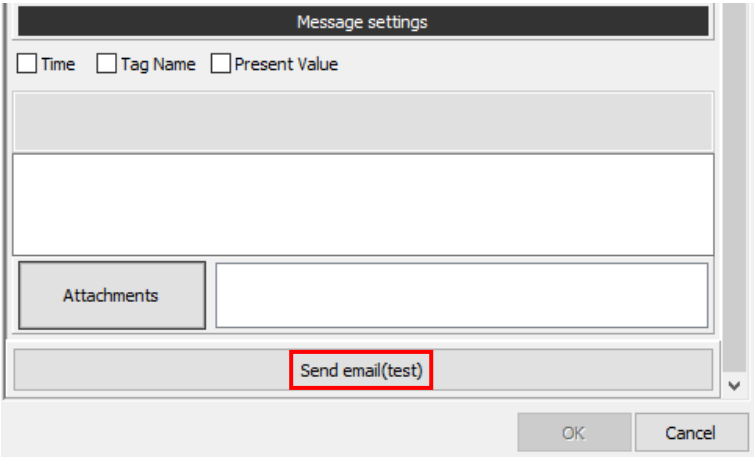 Message settings
Time Tag Name Present Value
Attachments
Send email(test)
OK Cancel